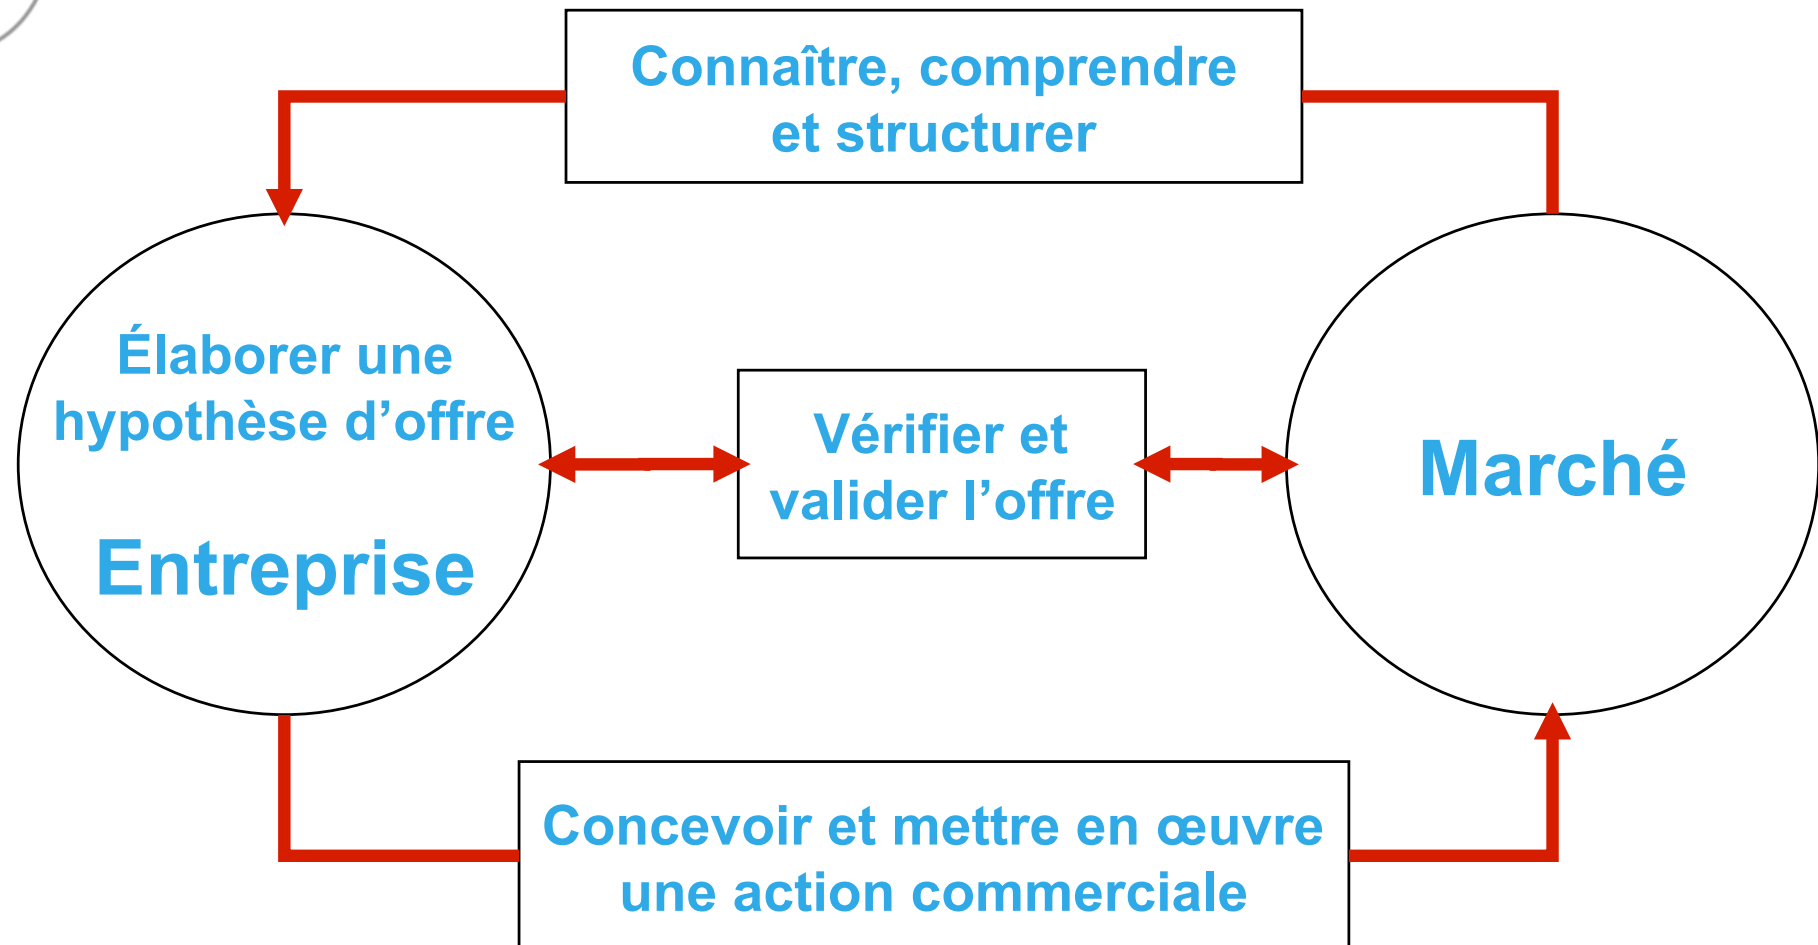 Connaître, comprendre
et structurer
Élaborer une
hypothèse d’offre
Entreprise
Vérifier et
valider l’offre
Marché
Concevoir et mettre en œuvre
une action commerciale